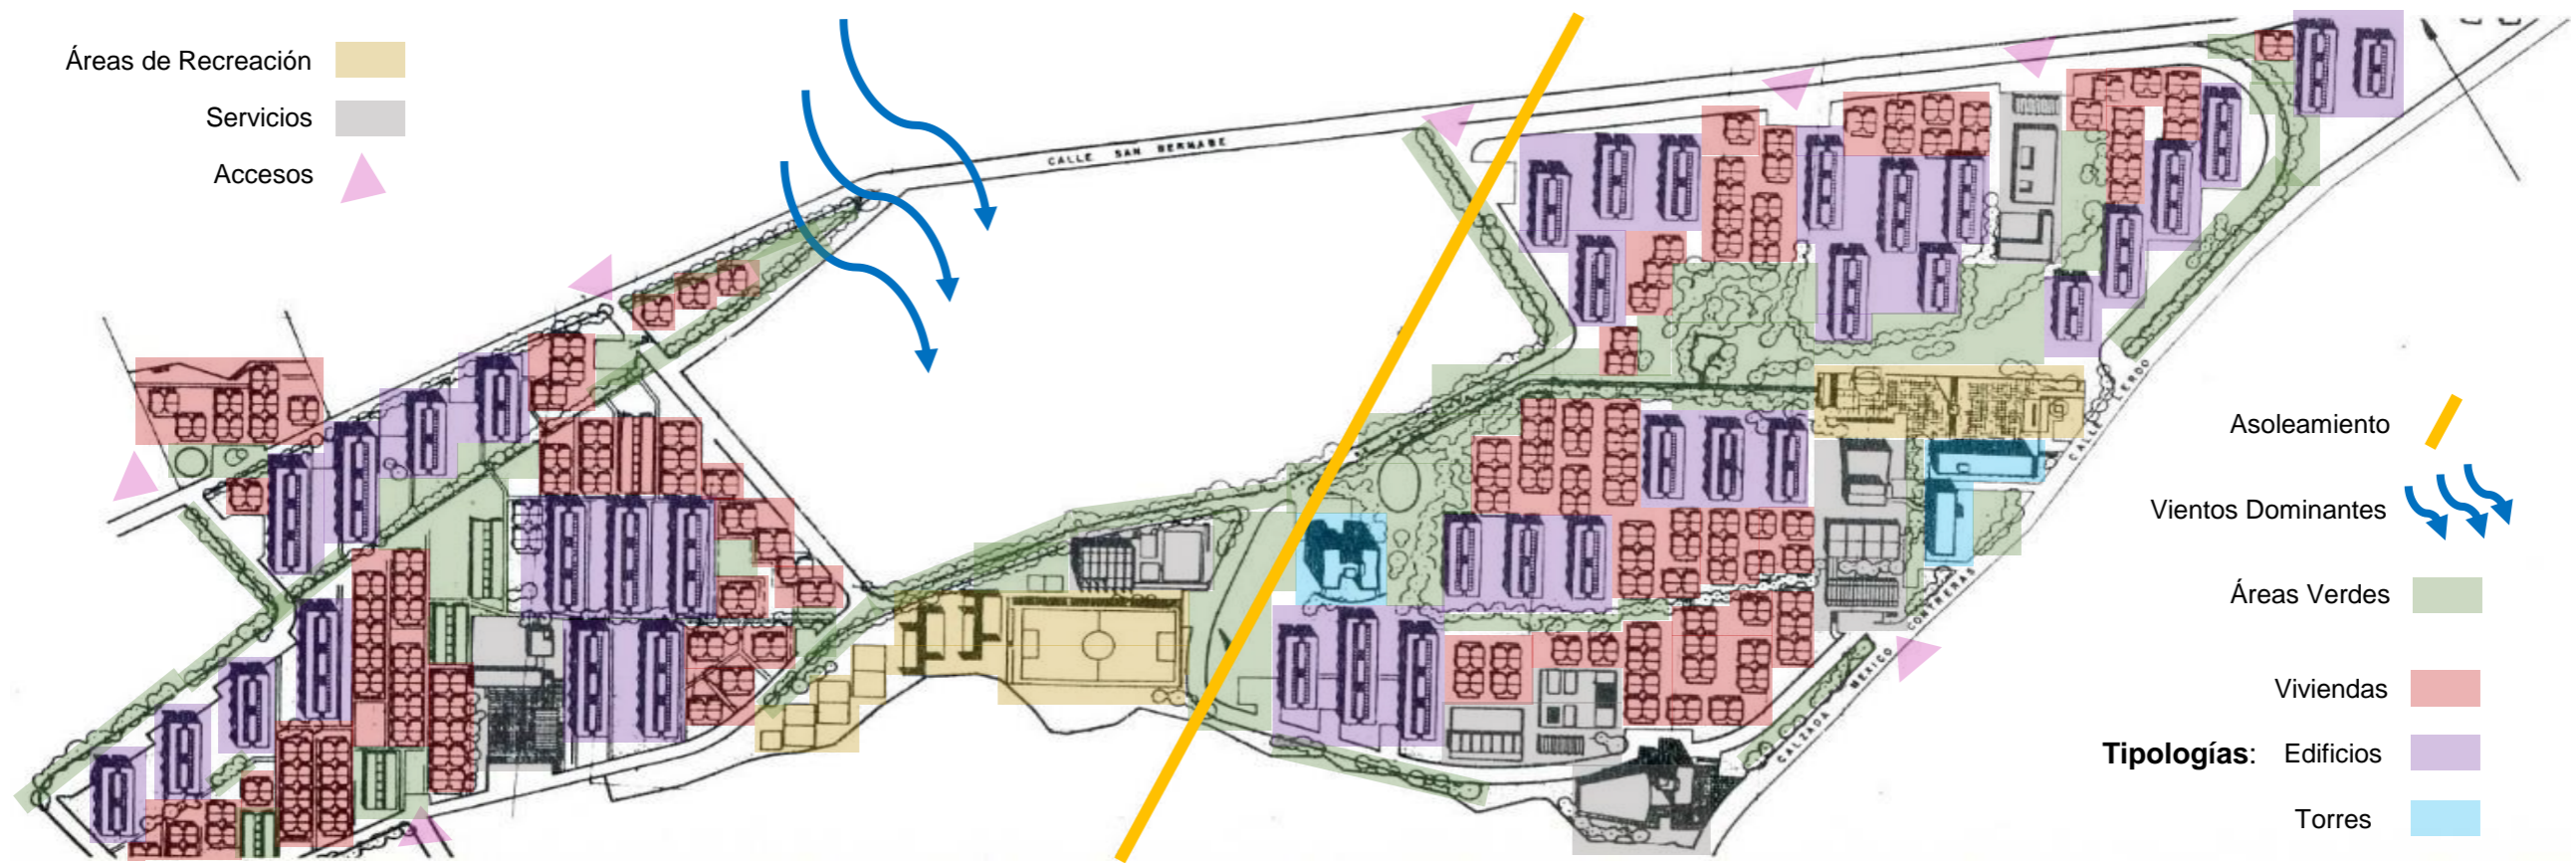 Áreas de Recreación
Servicios
Accesos
CALLE SAN BERNABE
CALLE LERDO
CALZADA MEXICO CONTRERAS
Asoleamiento
Vientos Dominantes
Áreas Verdes
Viviendas
Tipologías: Edificios
Torres